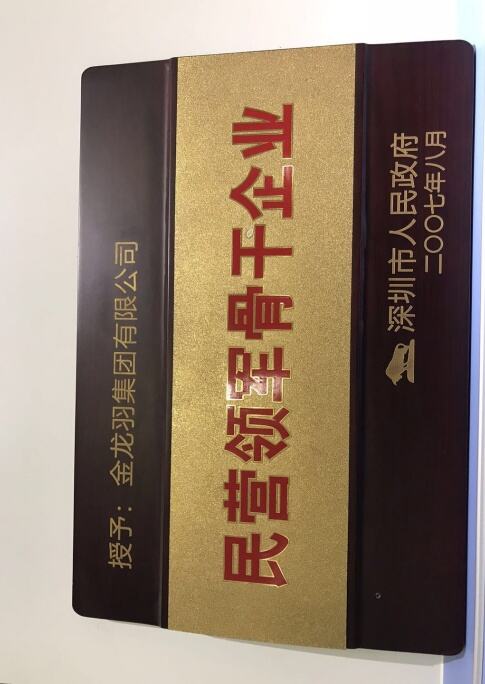 授予：金龙羽集团有限公司
民营领军骨干企业
深圳市人民政府
二〇〇七年八月